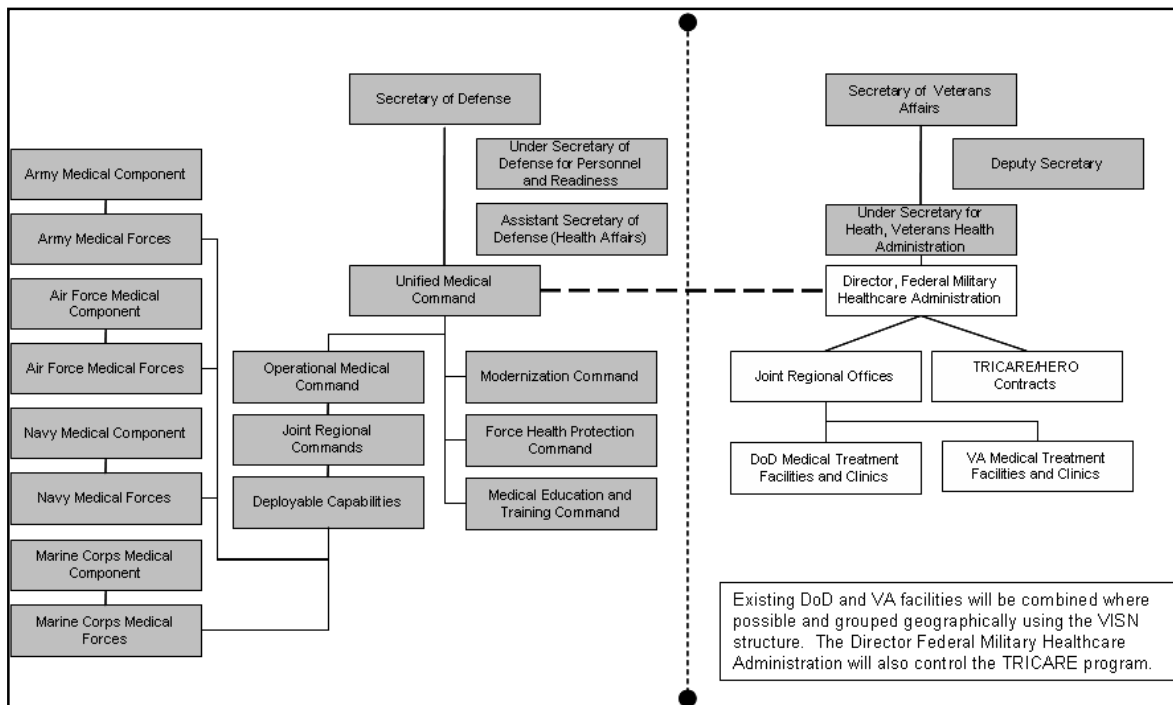 Secretary of Defense
Under Secretary of
Defense for Personnel
and Readiness
Assistant Secretary of
Defense (Health Affairs)
Unified Medical
Command
Army Medical Component
Army Medical Forces
Air Force Medical
Component
Air Force Medical Forces
Navy Medical Component
Navy Medical Forces
Marine Corps Medical
Component
Marine Corps Medical
Forces
Operational Medical
Command
Joint Regional
Commands
Deployable Capabilities
Modernization Command
Force Health Protection
Command
Medical Education and
Training Command
Secretary of Veterans
Affairs
Deputy Secretary
Under Secretary for
Heath, Veterans Health
Administration
Director, Federal Military
Healthcare Administration
Joint Regional Offices
TRICARE/HERO
Contracts
DoD Medical Treatment
Facilities and Clinics
VA Medical Treatment
Facilities and Clinics
Existing DoD and VA facilities will be combined where
possible and grouped geographically using the VISN
structure. The Director Federal Military Healthcare
Administration will also control the TRICARE program.